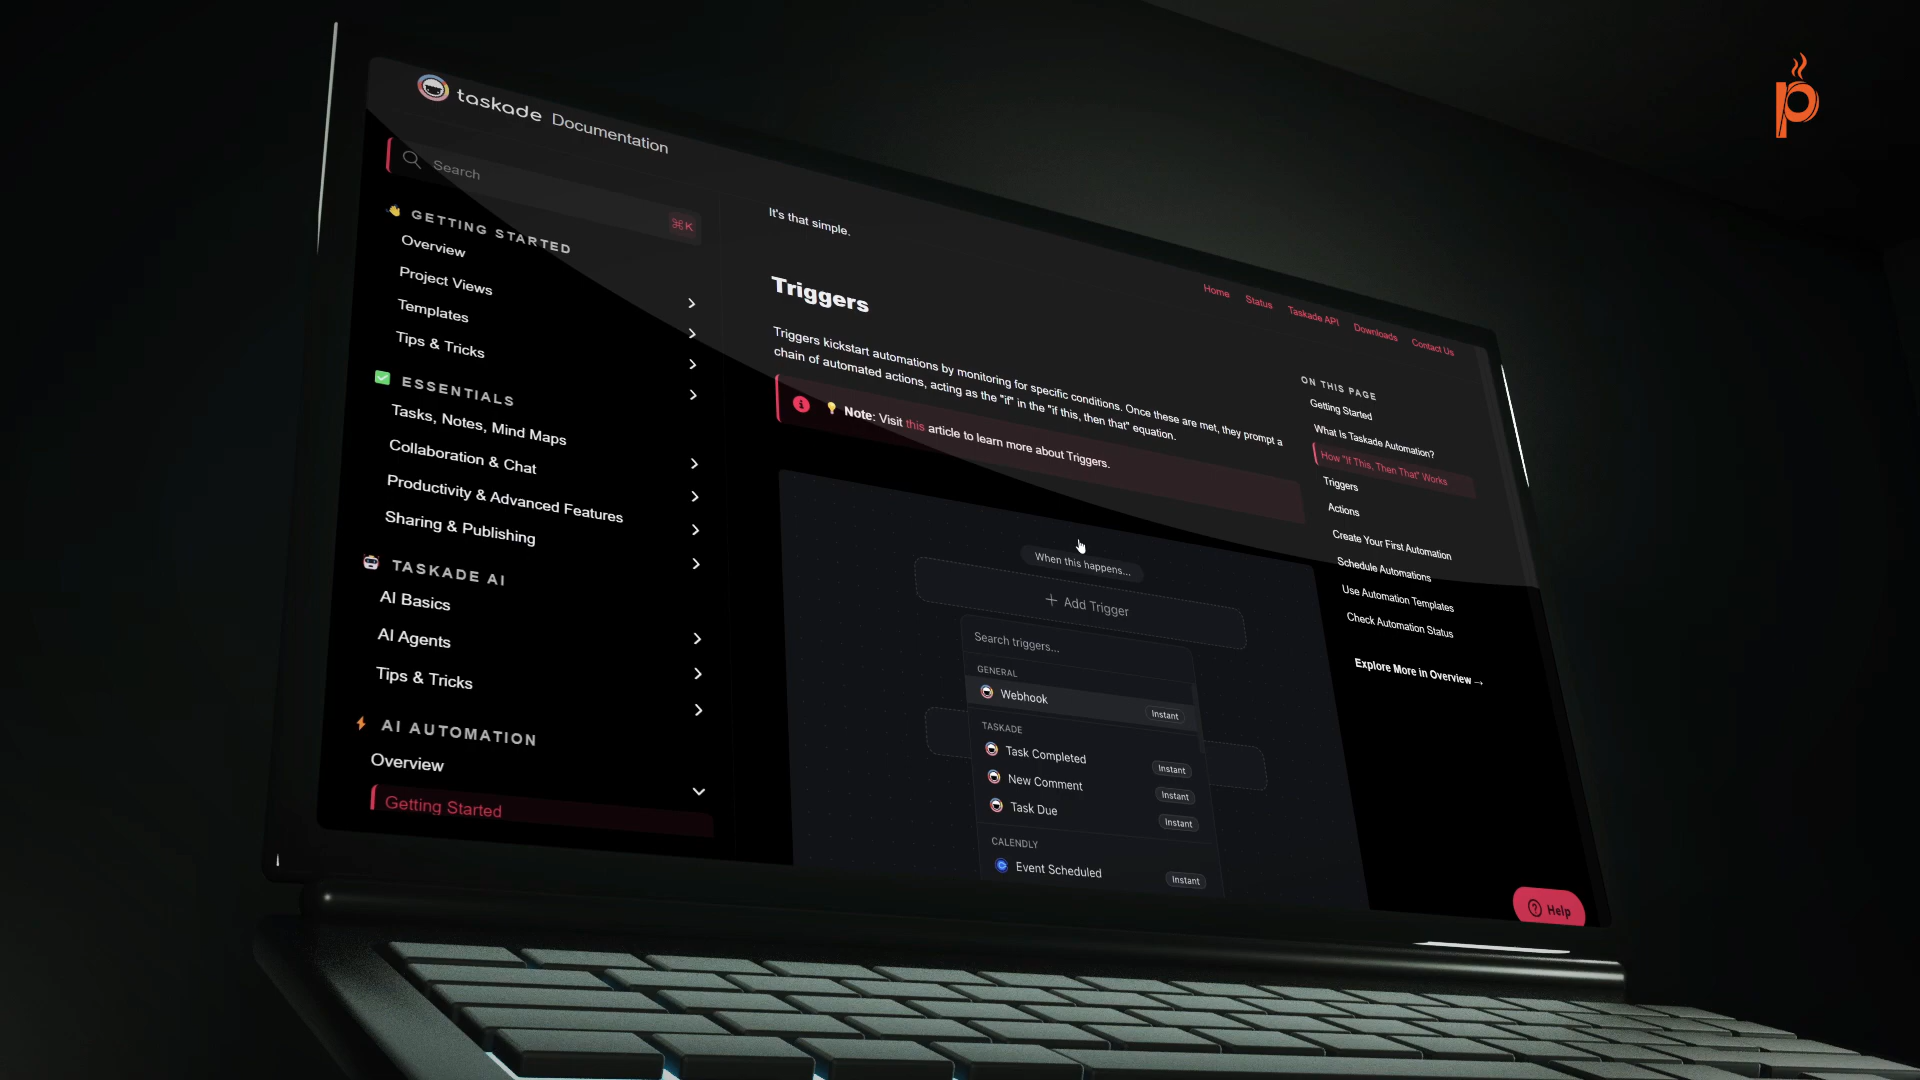 taskade Documentation
Search
⌘K
👋 GETTING STARTED
Overview
Project Views
Templates
Tips & Tricks
✅ ESSENTIALS
Tasks, Notes, Mind Maps
Collaboration & Chat
Productivity & Advanced Features
Sharing & Publishing
🤖 TASKADE AI
AI Basics
AI Agents
Tips & Tricks
⚡ AI AUTOMATION
Overview
Getting Started
It's that simple.
Triggers
Triggers kickstart automations by monitoring for specific conditions. Once these are met, they prompt a
chain of automated actions, acting as the "if" in the "if this, then that" equation.
💡 Note: Visit this article to learn more about Triggers.
When this happens...
+ Add Trigger
Search triggers...
GENERAL
Webhook Instant
TASKADE
Task Completed Instant
New Comment Instant
Task Due Instant
CALENDLY
Event Scheduled Instant
Home Status Taskade API Downloads Contact Us
ON THIS PAGE
Getting Started
What Is Taskade Automation?
How "If This, Then That" Works
Triggers
Actions
Create Your First Automation
Schedule Automations
Use Automation Templates
Check Automation Status
Explore More in Overview →
Help
p